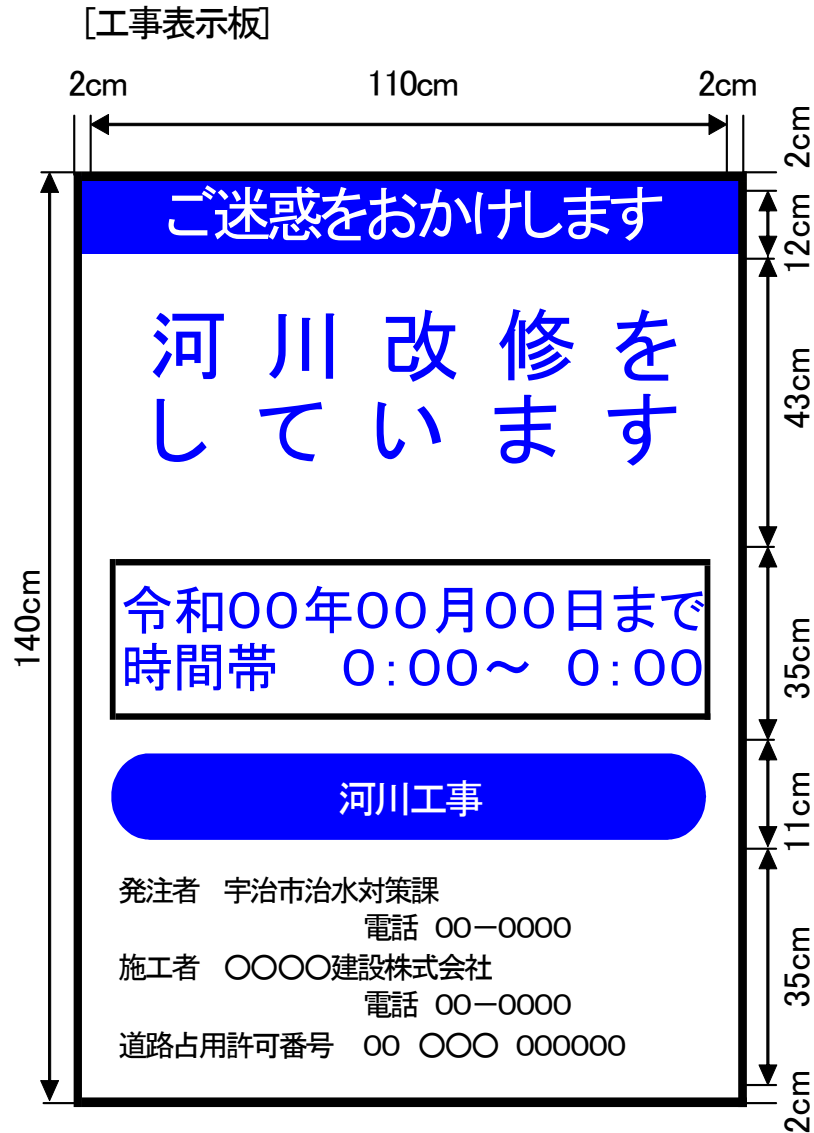 [工事表示板]
2cm 110cm 2cm
2cm
ご迷惑をおかけします
12cm
河川改修を
しています
43cm
140cm
令和００年００月００日まで
時間帯　０：００～　０：００
35cm
河川工事
11cm
発注者　宇治市治水対策課
電話　００－００００
施工者　〇〇〇〇建設株式会社
電話　００－００００
道路占用許可番号　００　〇〇〇　００００００
35cm
2cm